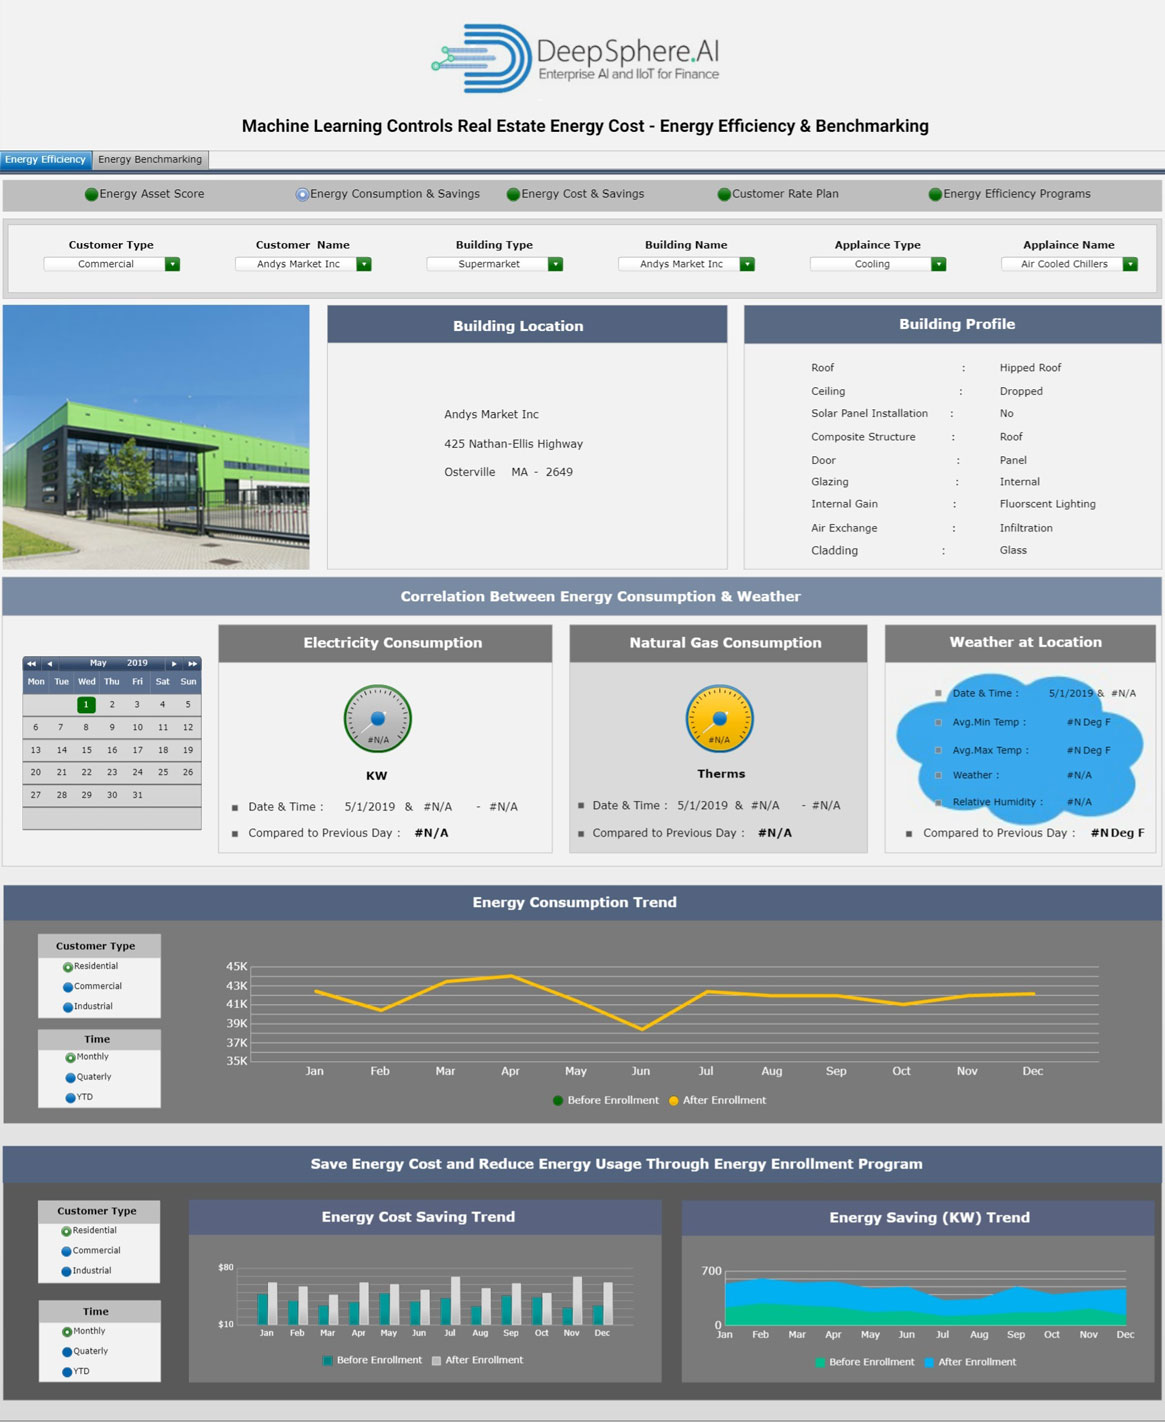 DeepSphere.AI
Enterprise AI and IIoT for Finance
Machine Learning Controls Real Estate Energy Cost - Energy Efficiency & Benchmarking
Energy Efficiency Energy Benchmarking
Energy Asset Score Energy Consumption & Savings Energy Cost & Savings Customer Rate Plan Energy Efficiency Programs
Customer Type Customer Name Building Type Building Name Applaince Type Applaince Name
Commercial Andys Market Inc Supermarket Andys Market Inc Cooling Air Cooled Chillers
Building Location
Andys Market Inc
425 Nathan-Ellis Highway
Osterville MA - 2649
Building Profile
Roof : Hipped Roof
Ceiling : Dropped
Solar Panel Installation : No
Composite Structure : Roof
Door : Panel
Glazing : Internal
Internal Gain : Fluorscent Lighting
Air Exchange : Infiltration
Cladding : Glass
Correlation Between Energy Consumption & Weather
May 2019
Mon Tue Wed Thu Fri Sat Sun
1 2 3 4 5
6 7 8 9 10 11 12
13 14 15 16 17 18 19
20 21 22 23 24 25 26
27 28 29 30 31
Electricity Consumption
#N/A
KW
Date & Time : 5/1/2019 & #N/A - #N/A
Compared to Previous Day : #N/A
Natural Gas Consumption
#N/A
Therms
Date & Time : 5/1/2019 & #N/A - #N/A
Compared to Previous Day : #N/A
Weather at Location
Date & Time : 5/1/2019 & #N/A
Avg.Min Temp : #N Deg F
Avg.Max Temp : #N Deg F
Weather : #N/A
Relative Humidity : #N/A
Compared to Previous Day : #N Deg F
Energy Consumption Trend
Customer Type
Residential
Commercial
Industrial
Time
Monthly
Quaterly
YTD
45K
43K
41K
39K
37K
35K
Jan Feb Mar Apr May Jun Jul Aug Sep Oct Nov Dec
Before Enrollment After Enrollment
Save Energy Cost and Reduce Energy Usage Through Energy Enrollment Program
Customer Type
Residential
Commercial
Industrial
Time
Monthly
Quaterly
YTD
Energy Cost Saving Trend
$80
$10
Jan Feb Mar Apr May Jun Jul Aug Sep Oct Nov Dec
Before Enrollment After Enrollment
Energy Saving (KW) Trend
700
0
Jan Feb Mar Apr May Jun Jul Aug Sep Oct Nov Dec
Before Enrollment After Enrollment